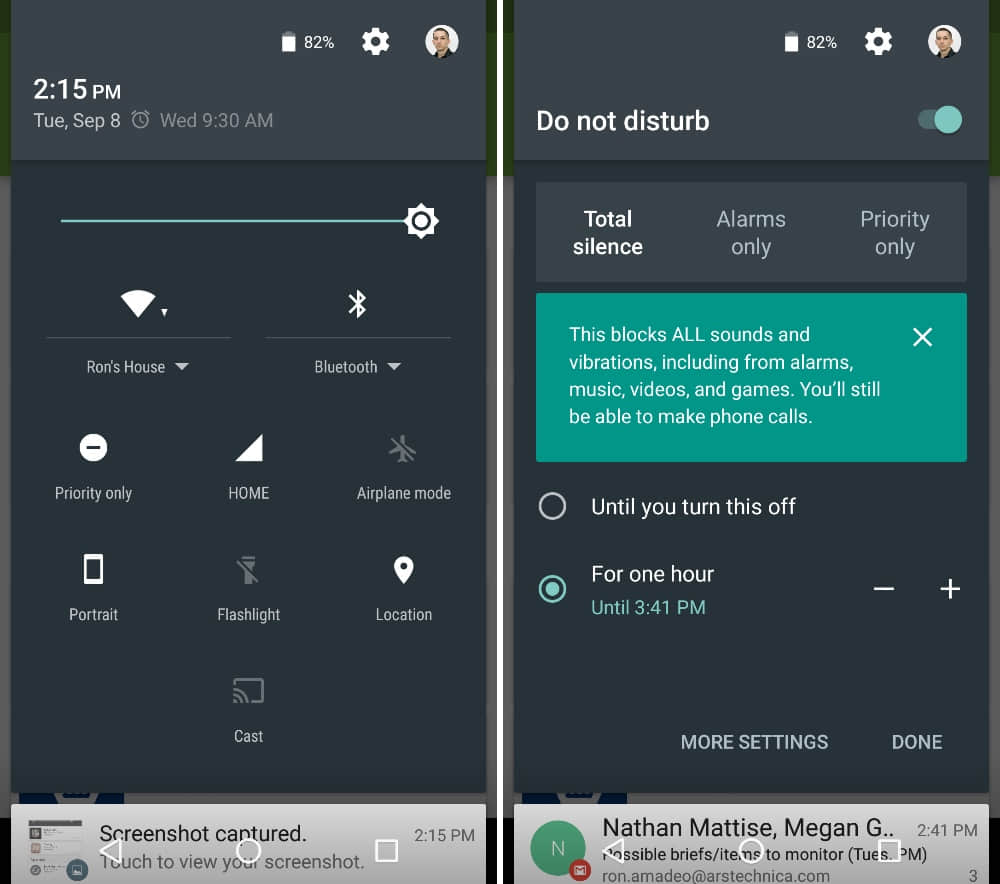 82%
2:15 PM
Tue, Sep 8 Wed 9:30 AM
Ron's House Bluetooth
Priority only HOME Airplane mode
Portrait Flashlight Location
Cast
Screenshot captured. 2:15 PM
Touch to view your screenshot.
82%
Do not disturb
Total silence
Alarms only
Priority only
This blocks ALL sounds and
vibrations, including from alarms,
music, videos, and games. You’ll still
be able to make phone calls.
Until you turn this off
For one hour
Until 3:41 PM
MORE SETTINGS DONE
N
Nathan Mattise, Megan G.. 2:41 PM
Possible briefs/items to monitor (Tues. PM)
ron.amadeo@arstechnica.com 3